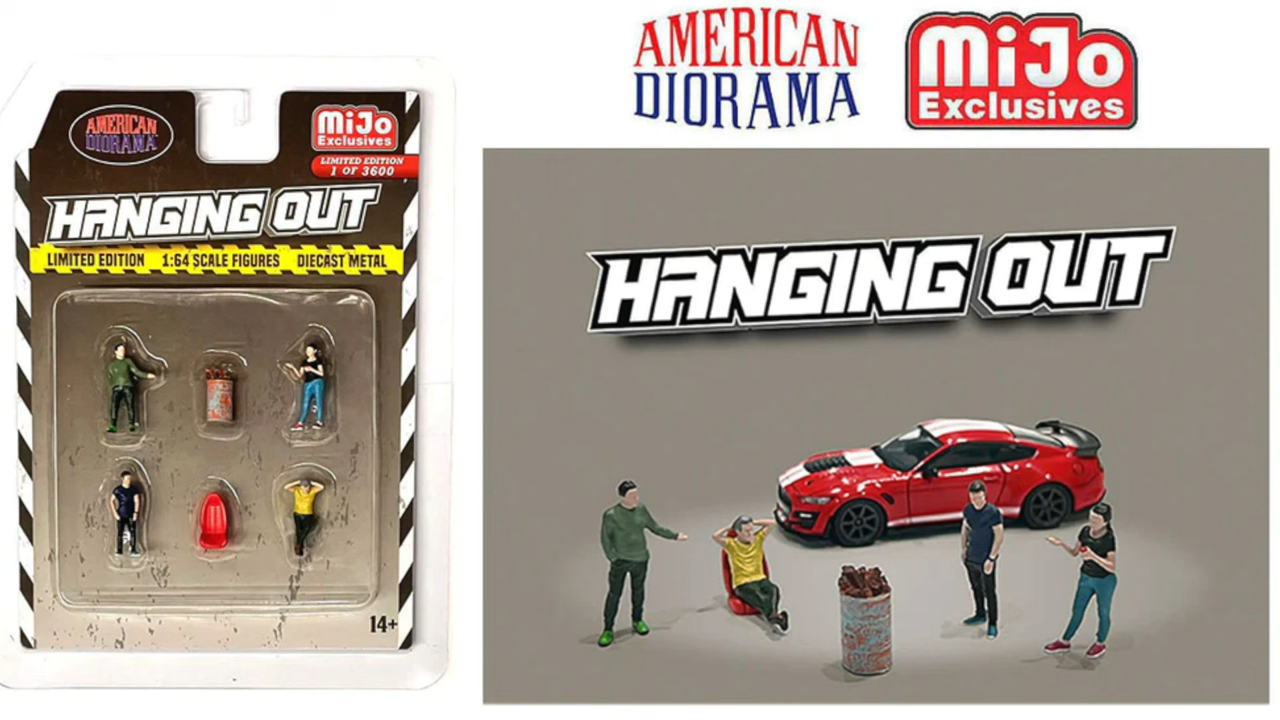 AMERICAN
DIORAMA
MiJo
Exclusives
AMERICAN
DIORAMA
MiJo
Exclusives
LIMITED EDITION
1 OF 3600
HANGING OUT
LIMITED EDITION 1:64 SCALE FIGURES DIECAST METAL
14+
HANGING OUT